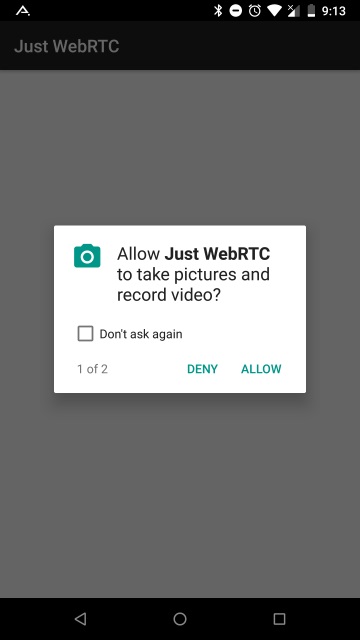 9:13
Just WebRTC
Allow Just WebRTC
to take pictures and
record video?
Don't ask again
1 of 2
DENY
ALLOW